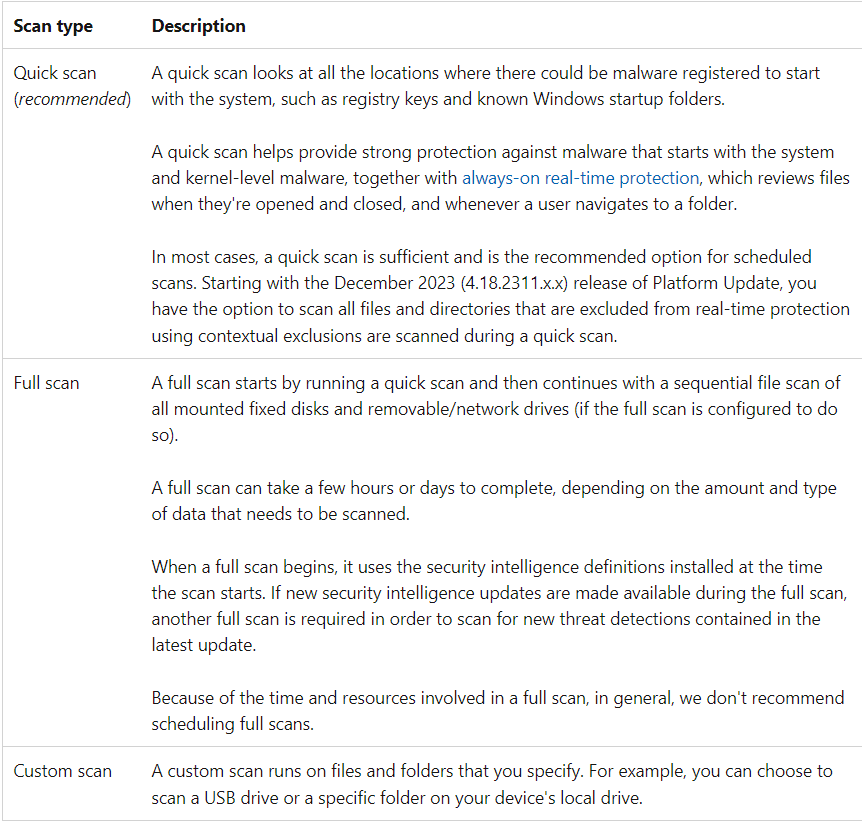 Scan type Description
Quick scan A quick scan looks at all the locations where there could be malware registered to start
(recommended) with the system, such as registry keys and known Windows startup folders.
A quick scan helps provide strong protection against malware that starts with the system
and kernel-level malware, together with always-on real-time protection, which reviews files
when they're opened and closed, and whenever a user navigates to a folder.
In most cases, a quick scan is sufficient and is the recommended option for scheduled
scans. Starting with the December 2023 (4.18.2311.x.x) release of Platform Update, you
have the option to scan all files and directories that are excluded from real-time protection
using contextual exclusions are scanned during a quick scan.
Full scan A full scan starts by running a quick scan and then continues with a sequential file scan of
all mounted fixed disks and removable/network drives (if the full scan is configured to do
so).
A full scan can take a few hours or days to complete, depending on the amount and type
of data that needs to be scanned.
When a full scan begins, it uses the security intelligence definitions installed at the time
the scan starts. If new security intelligence updates are made available during the full scan,
another full scan is required in order to scan for new threat detections contained in the
latest update.
Because of the time and resources involved in a full scan, in general, we don't recommend
scheduling full scans.
Custom scan A custom scan runs on files and folders that you specify. For example, you can choose to
scan a USB drive or a specific folder on your device's local drive.